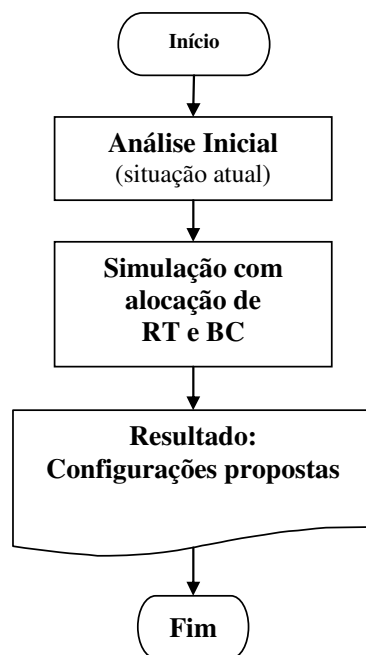 Início
Análise Inicial
(situação atual)
Simulação com
alocação de
RT e BC
Resultado:
Configurações propostas
Fim